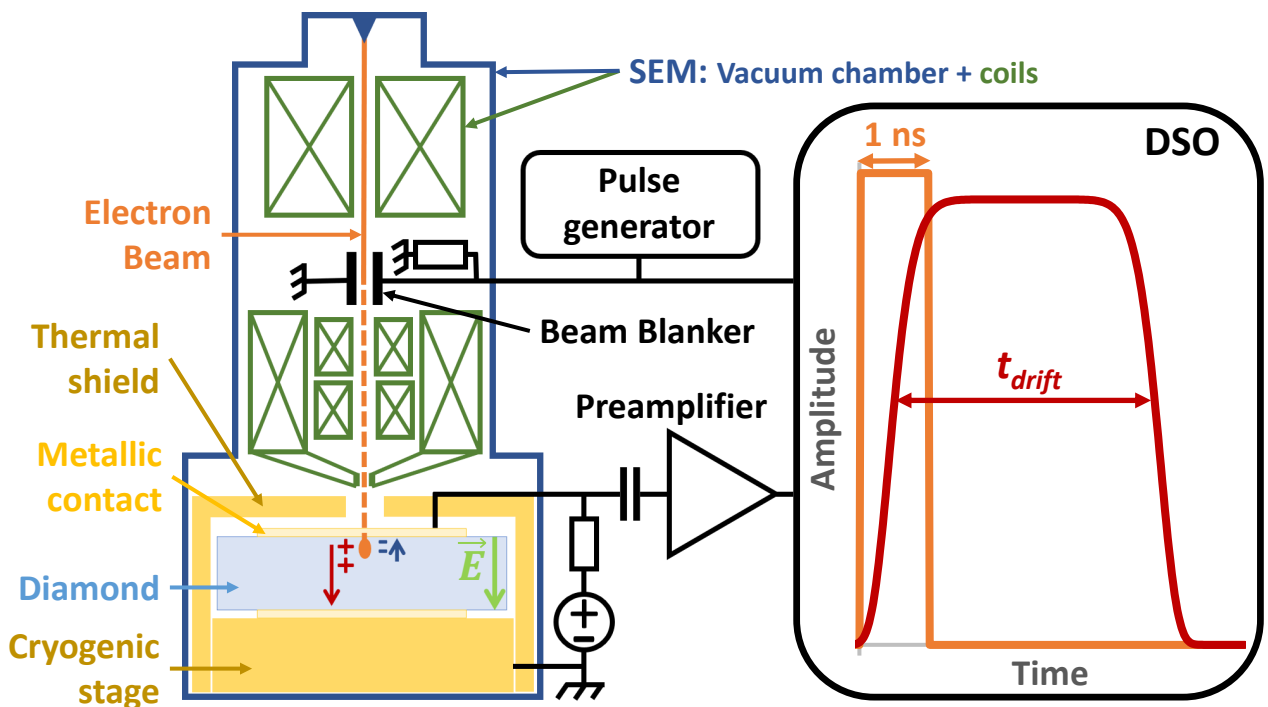 SEM: Vacuum chamber + coils
Electron
Beam
Pulse
generator
Beam Blanker
Thermal
shield
Preamplifier
Metallic
contact
+
+
-
-
E
Diamond
+
-
Cryogenic
stage
DSO
1 ns
t_drift
Amplitude
Time